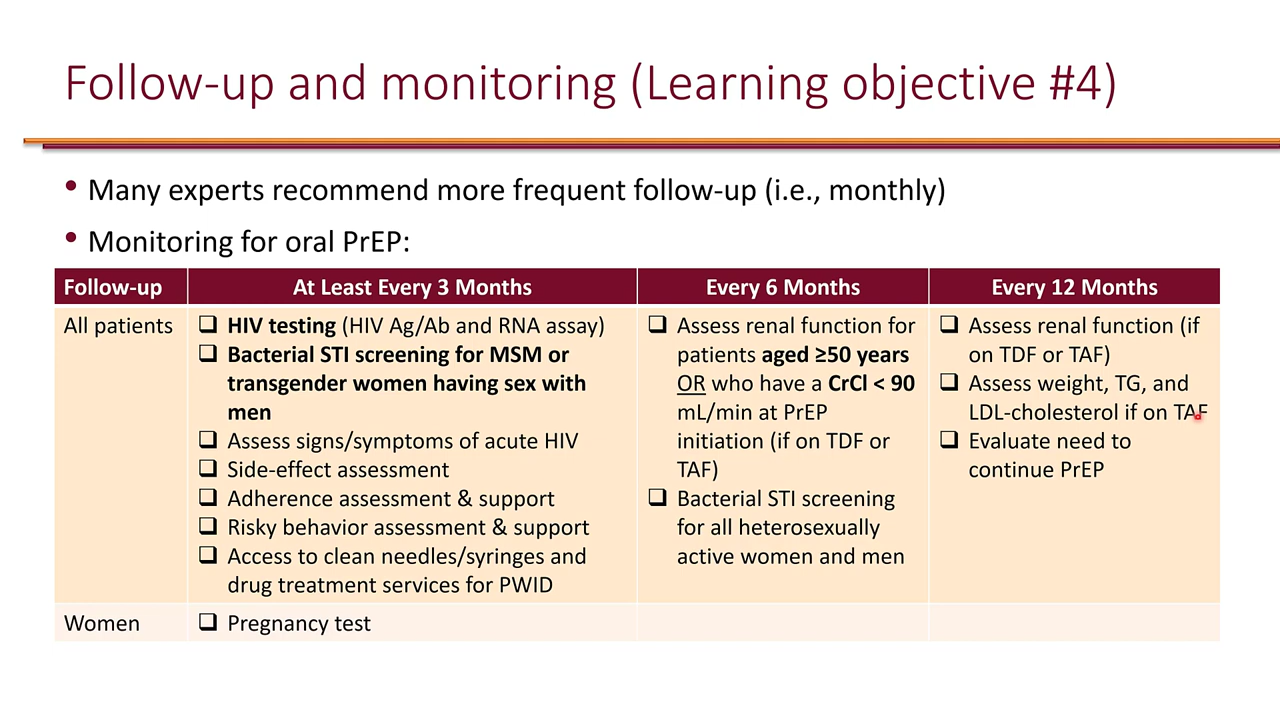 Follow-up and monitoring (Learning objective #4)
• Many experts recommend more frequent follow-up (i.e., monthly)
• Monitoring for oral PrEP:
Follow-up
At Least Every 3 Months
Every 6 Months
Every 12 Months
All patients
❑ HIV testing (HIV Ag/Ab and RNA assay)
❑ Bacterial STI screening for MSM or
transgender women having sex with
men
❑ Assess signs/symptoms of acute HIV
❑ Side-effect assessment
❑ Adherence assessment & support
❑ Risky behavior assessment & support
❑ Access to clean needles/syringes and
drug treatment services for PWID
❑ Assess renal function for
patients aged ≥50 years
OR who have a CrCl < 90
mL/min at PrEP
initiation (if on TDF or
TAF)
❑ Bacterial STI screening
for all heterosexually
active women and men
❑ Assess renal function (if
on TDF or TAF)
❑ Assess weight, TG, and
LDL-cholesterol if on TAF
❑ Evaluate need to
continue PrEP
Women
❑ Pregnancy test